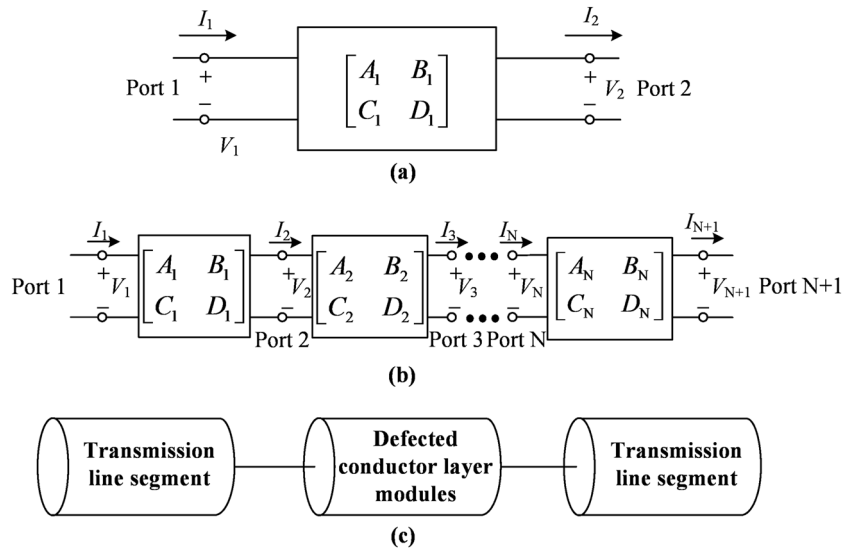 I1 I2
Port 1 + − V1 [A1 B1 C1 D1] + − V2 Port 2
(a)
I1 I2 I3 IN IN+1
Port 1 + − V1 [A1 B1 C1 D1] + − V2 [A2 B2 C2 D2] + − V3 ••• + − VN [AN BN CN DN] + − VN+1 Port N+1
Port 2 Port 3 Port N
(b)
Transmission line segment
Defected conductor layer modules
Transmission line segment
(c)